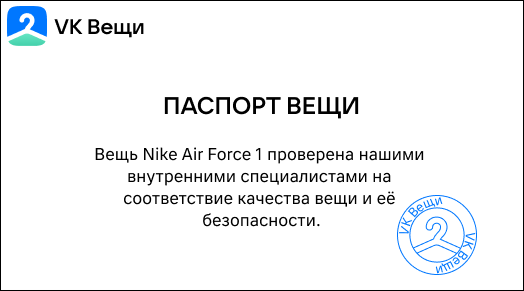 VK Вещи
ПАСПОРТ ВЕЩИ
Вещь Nike Air Force 1 проверена нашими
внутренними специалистами на
соответствие качества вещи и её
безопасности.
VK Вещи
VK Вещи